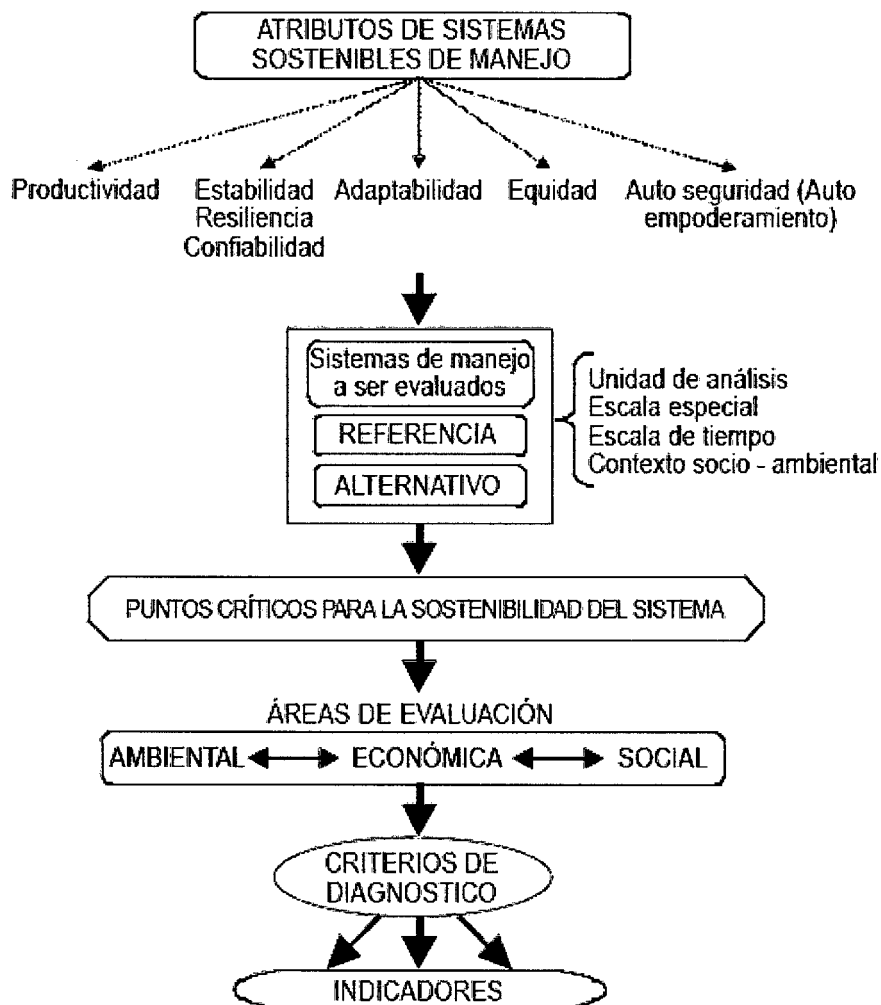 ATRIBUTOS DE SISTEMAS
SOSTENIBLES DE MANEJO
Productividad
Estabilidad
Resiliencia
Confiabilidad
Adaptabilidad
Equidad
Auto seguridad (Auto
empoderamiento)
Sistemas de manejo
a ser evaluados
REFERENCIA
ALTERNATIVO
Unidad de análisis
Escala especial
Escala de tiempo
Contexto socio - ambiental
PUNTOS CRÍTICOS PARA LA SOSTENIBILIDAD DEL SISTEMA
ÁREAS DE EVALUACIÓN
AMBIENTAL ECONÓMICA SOCIAL
CRITERIOS DE
DIAGNOSTICO
INDICADORES